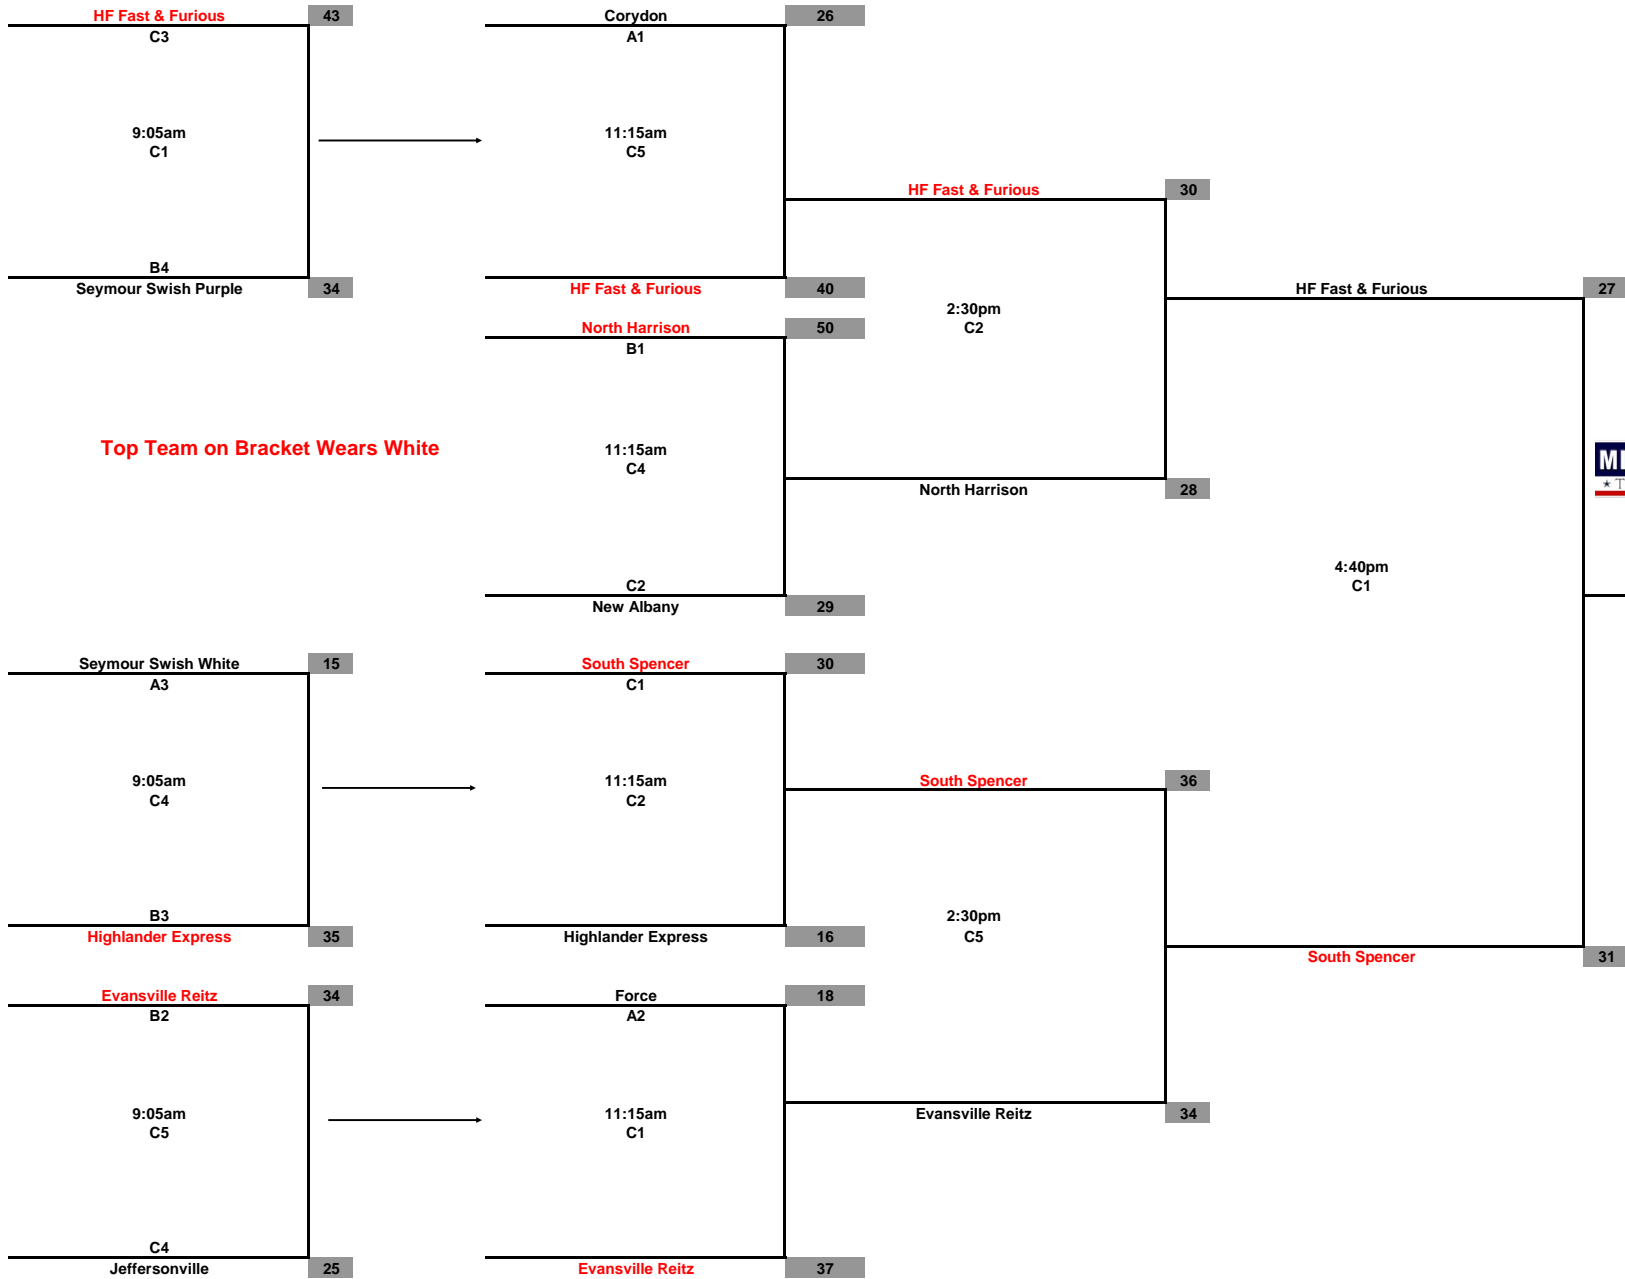 HF Fast & Furious 43
C3
9:05am
C1
B4
Seymour Swish Purple 34
Corydon 26
A1
11:15am
C5
HF Fast & Furious 40
North Harrison 50
B1
11:15am
C4
C2
New Albany 29
Top Team on Bracket Wears White
HF Fast & Furious 30
2:30pm
C2
North Harrison 28
HF Fast & Furious 27
4:40pm
C1
South Spencer 31
Seymour Swish White 15
A3
9:05am
C4
B3
Highlander Express 35
South Spencer 30
C1
11:15am
C2
Highlander Express 16
South Spencer 36
2:30pm
C5
Evansville Reitz 34
Evansville Reitz 34
B2
9:05am
C5
C4
Jeffersonville 25
Force 18
A2
11:15am
C1
Evansville Reitz 37